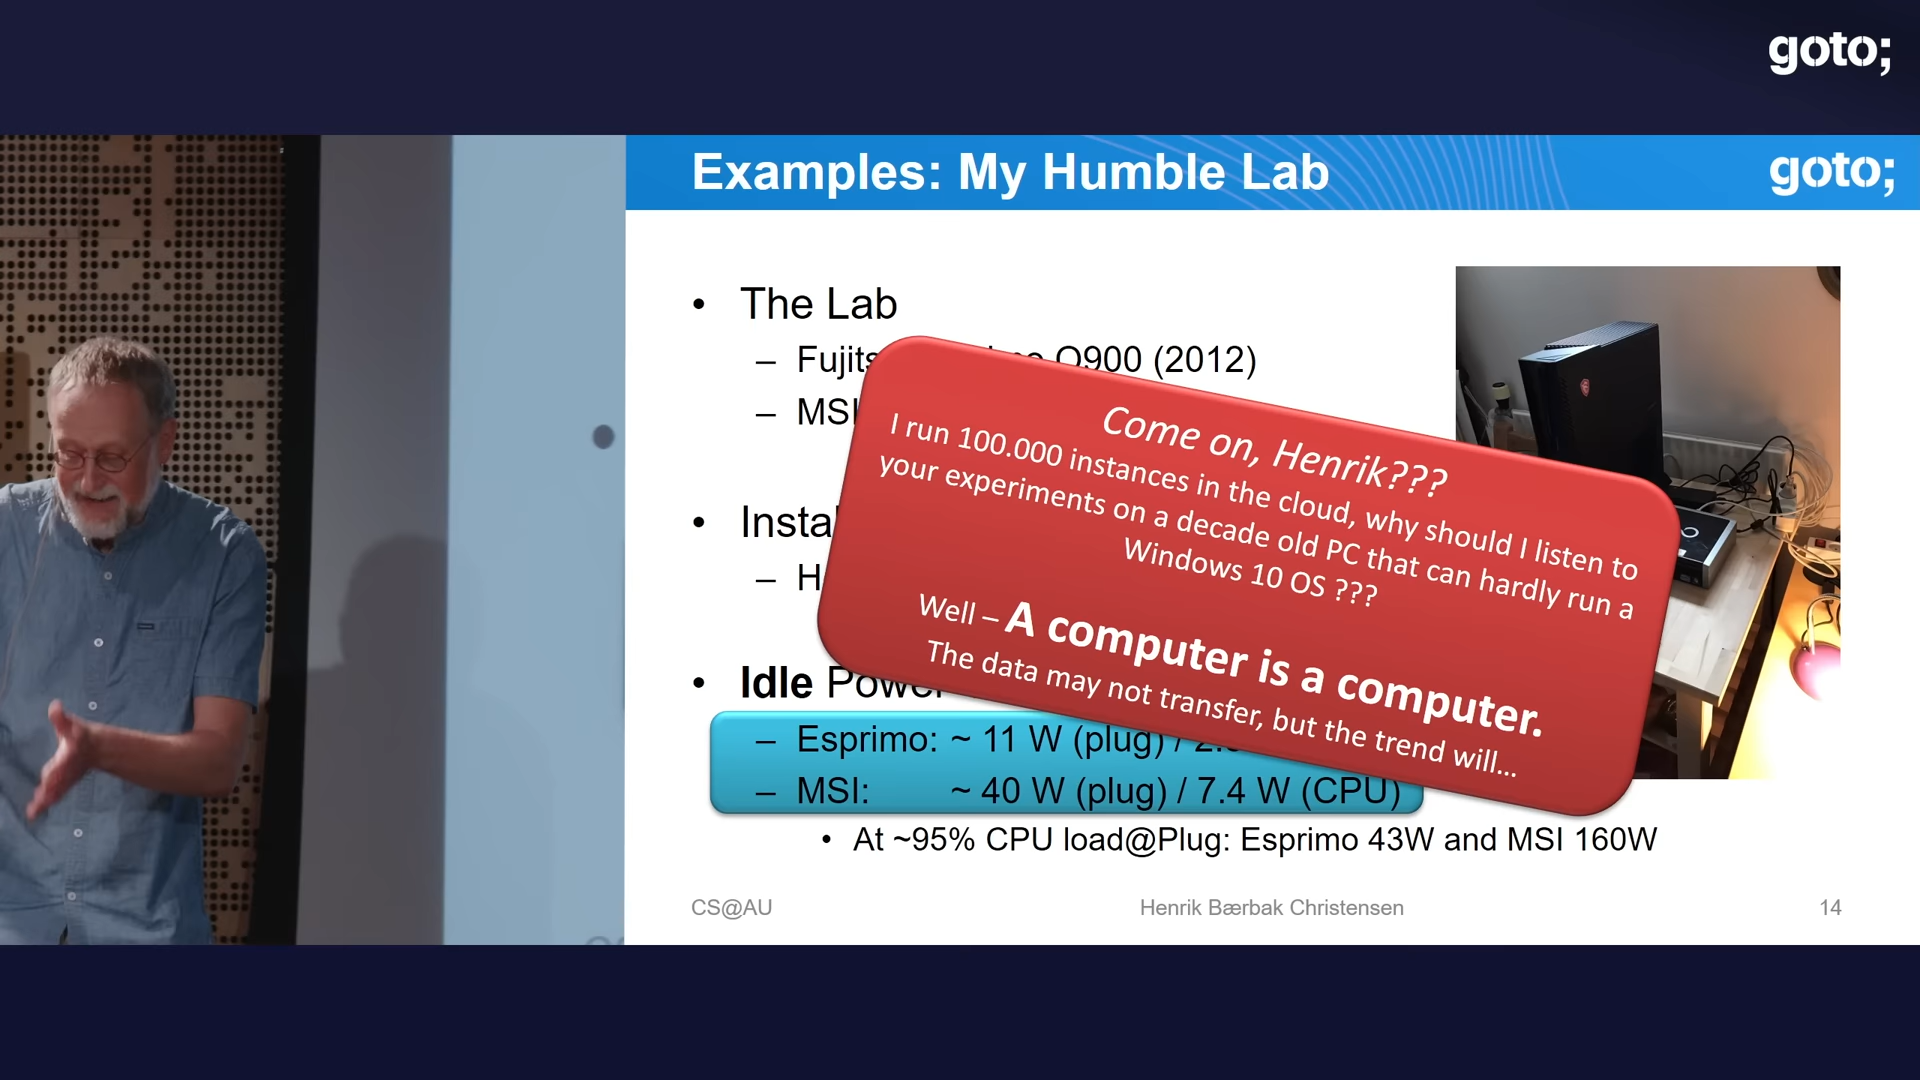 goto;
Examples: My Humble Lab
goto;
• The Lab
– Q900 (2012)
– MSI
•
–
Come on, Henrik???
I run 100.000 instances in the cloud, why should I listen to
your experiments on a decade old PC that can hardly run a
Windows 10 OS ???
Well – A computer is a computer.
The data may not transfer, but the trend will...
• Idle Power
– Esprimo: ~ 11 W (plug) /
– MSI: ~ 40 W (plug) / 7.4 W (CPU)
• At ~95% CPU load@Plug: Esprimo 43W and MSI 160W
CS@AU
Henrik Bærbak Christensen
14